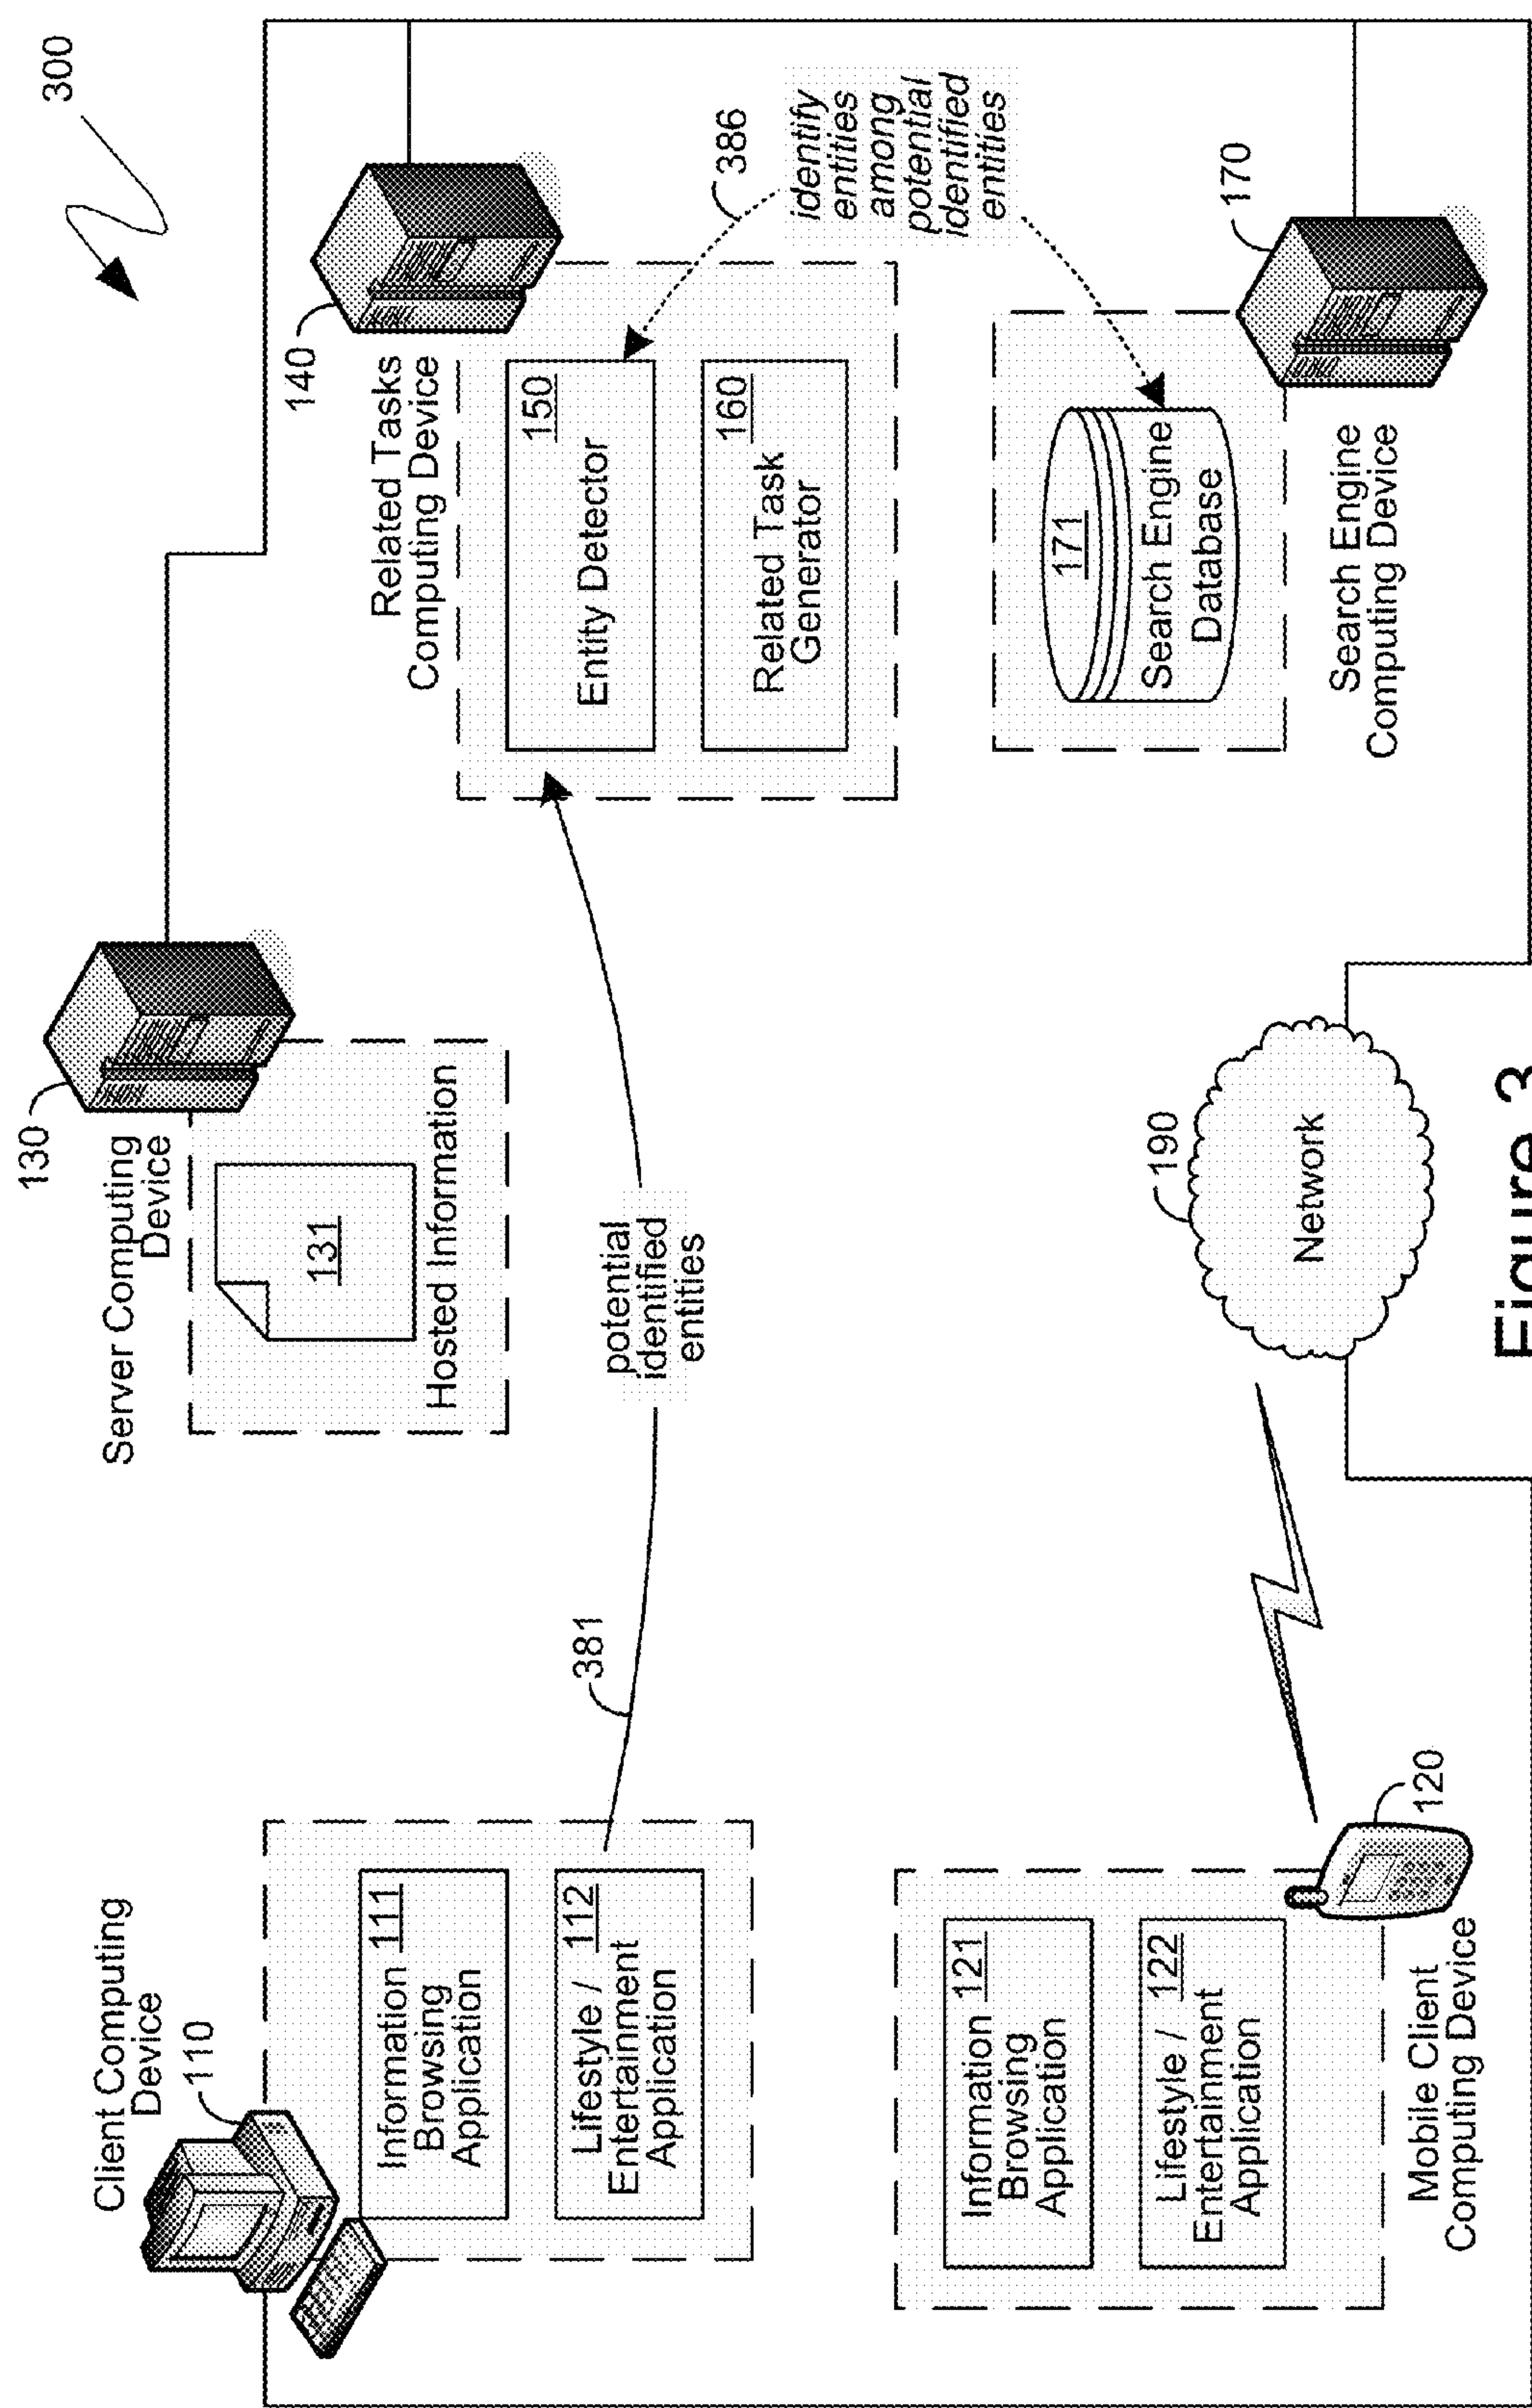 300
Client Computing
Device
110
Information 111
Browsing
Application
Lifestyle / 112
Entertainment
Application
381
potential
identified
entities
130
Server Computing
Device
131
Hosted Information
140
Related Tasks
Computing Device
150
Entity Detector
160
Related Task
Generator
386
identify
entities
among
potential
identified
entities
Information 121
Browsing
Application
Lifestyle / 122
Entertainment
Application
120
Mobile Client
Computing Device
190
Network
170
171
Search Engine
Database
Search Engine
Computing Device
Figure 3